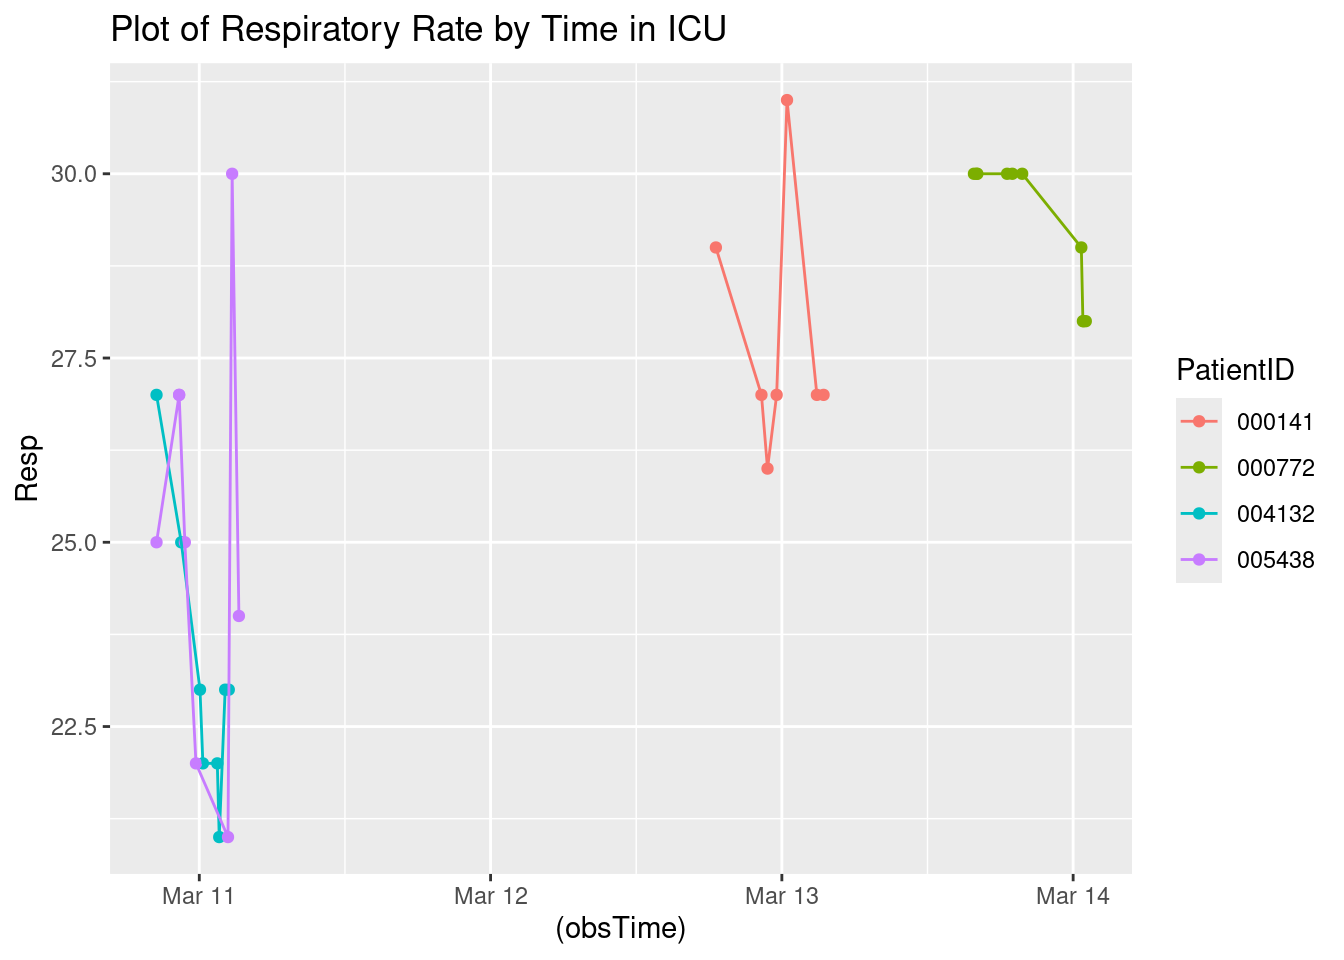 Plot of Respiratory Rate by Time in ICU
Resp
30.0
27.5
25.0
22.5
Mar 11
Mar 12
Mar 13
Mar 14
(obsTime)
PatientID
000141
000772
004132
005438